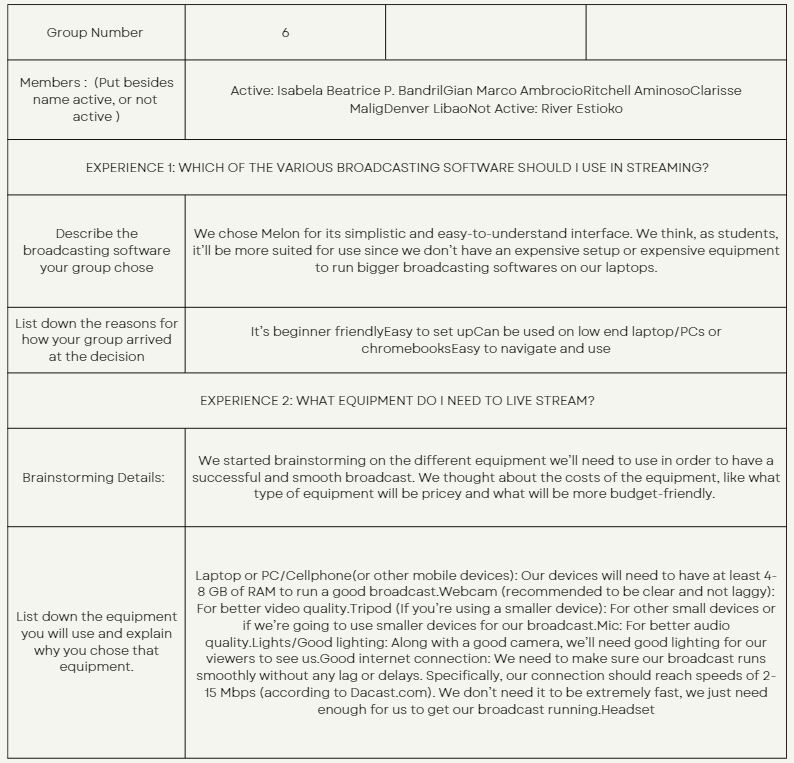 Group Number
6
Members :  (Put besides
name active, or not
active )
Active: Isabela Beatrice P. BandrilGian Marco AmbrocioRitchell AminosoClarisse
MaligDenver LibaoNot Active: River Estioko
EXPERIENCE 1: WHICH OF THE VARIOUS BROADCASTING SOFTWARE SHOULD I USE IN STREAMING?
Describe the
broadcasting software
your group chose
We chose Melon for its simplistic and easy-to-understand interface. We think, as students,
it'll be more suited for use since we don't have an expensive setup or expensive equipment
to run bigger broadcasting softwares on our laptops.
List down the reasons for
how your group arrived
at the decision
It's beginner friendlyEasy to set upCan be used on low end laptop/PCs or
chromebooksEasy to navigate and use
EXPERIENCE 2: WHAT EQUIPMENT DO I NEED TO LIVE STREAM?
Brainstorming Details:
We started brainstorming on the different equipment we'll need to use in order to have a
successful and smooth broadcast. We thought about the costs of the equipment, like what
type of equipment will be pricey and what will be more budget-friendly.
List down the equipment
you will use and explain
why you chose that
equipment.
Laptop or PC/Cellphone(or other mobile devices): Our devices will need to have at least 4-
8 GB of RAM to run a good broadcast.Webcam (recommended to be clear and not laggy):
For better video quality.Tripod (If you're using a smaller device): For other small devices or
if we're going to use smaller devices for our broadcast.Mic: For better audio
quality.Lights/Good lighting: Along with a good camera, we'll need good lighting for our
viewers to see us.Good internet connection: We need to make sure our broadcast runs
smoothly without any lag or delays. Specifically, our connection should reach speeds of 2-
15 Mbps (according to Dacast.com). We don't need it to be extremely fast, we just need
enough for us to get our broadcast running.Headset